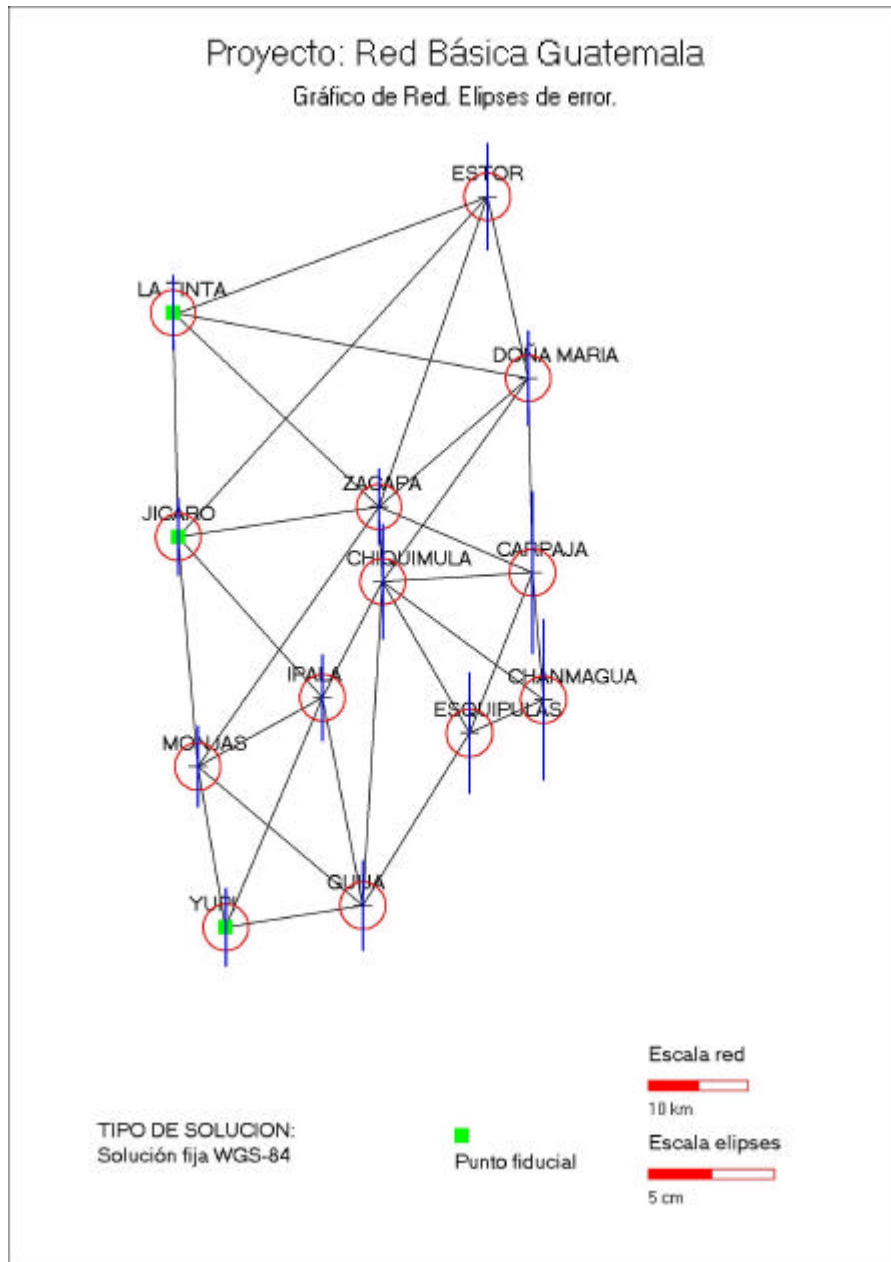 Proyecto: Red Básica Guatemala
Gráfico de Red. Elipses de error.
ESTOR
LA TINTA
DOÑA MARIA
ZACAPA
JICARO
CARPAJA
CHIQUIMULA
IPALA
CHANMAGUA
ESQUIPULAS
MONJAS
YUPI
Escala red
10 km
TIPO DE SOLUCION:
Solución fija WGS-84
Punto fiducial
Escala elipses
5 cm